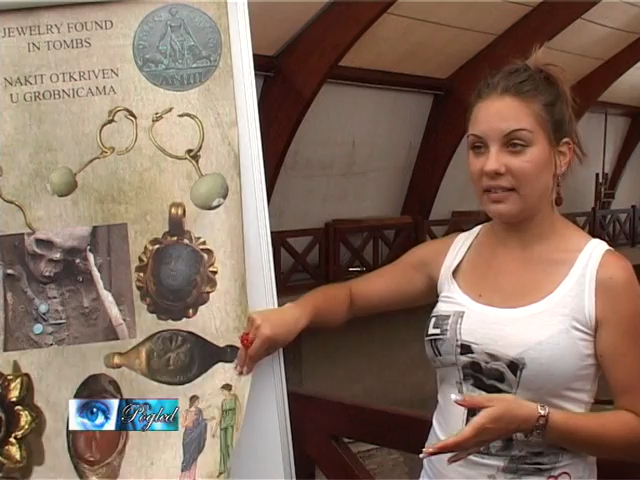 JEWELRY FOUND
IN TOMBS
NAKIT OTKRIVEN
U GROBNICAMA
Pogled